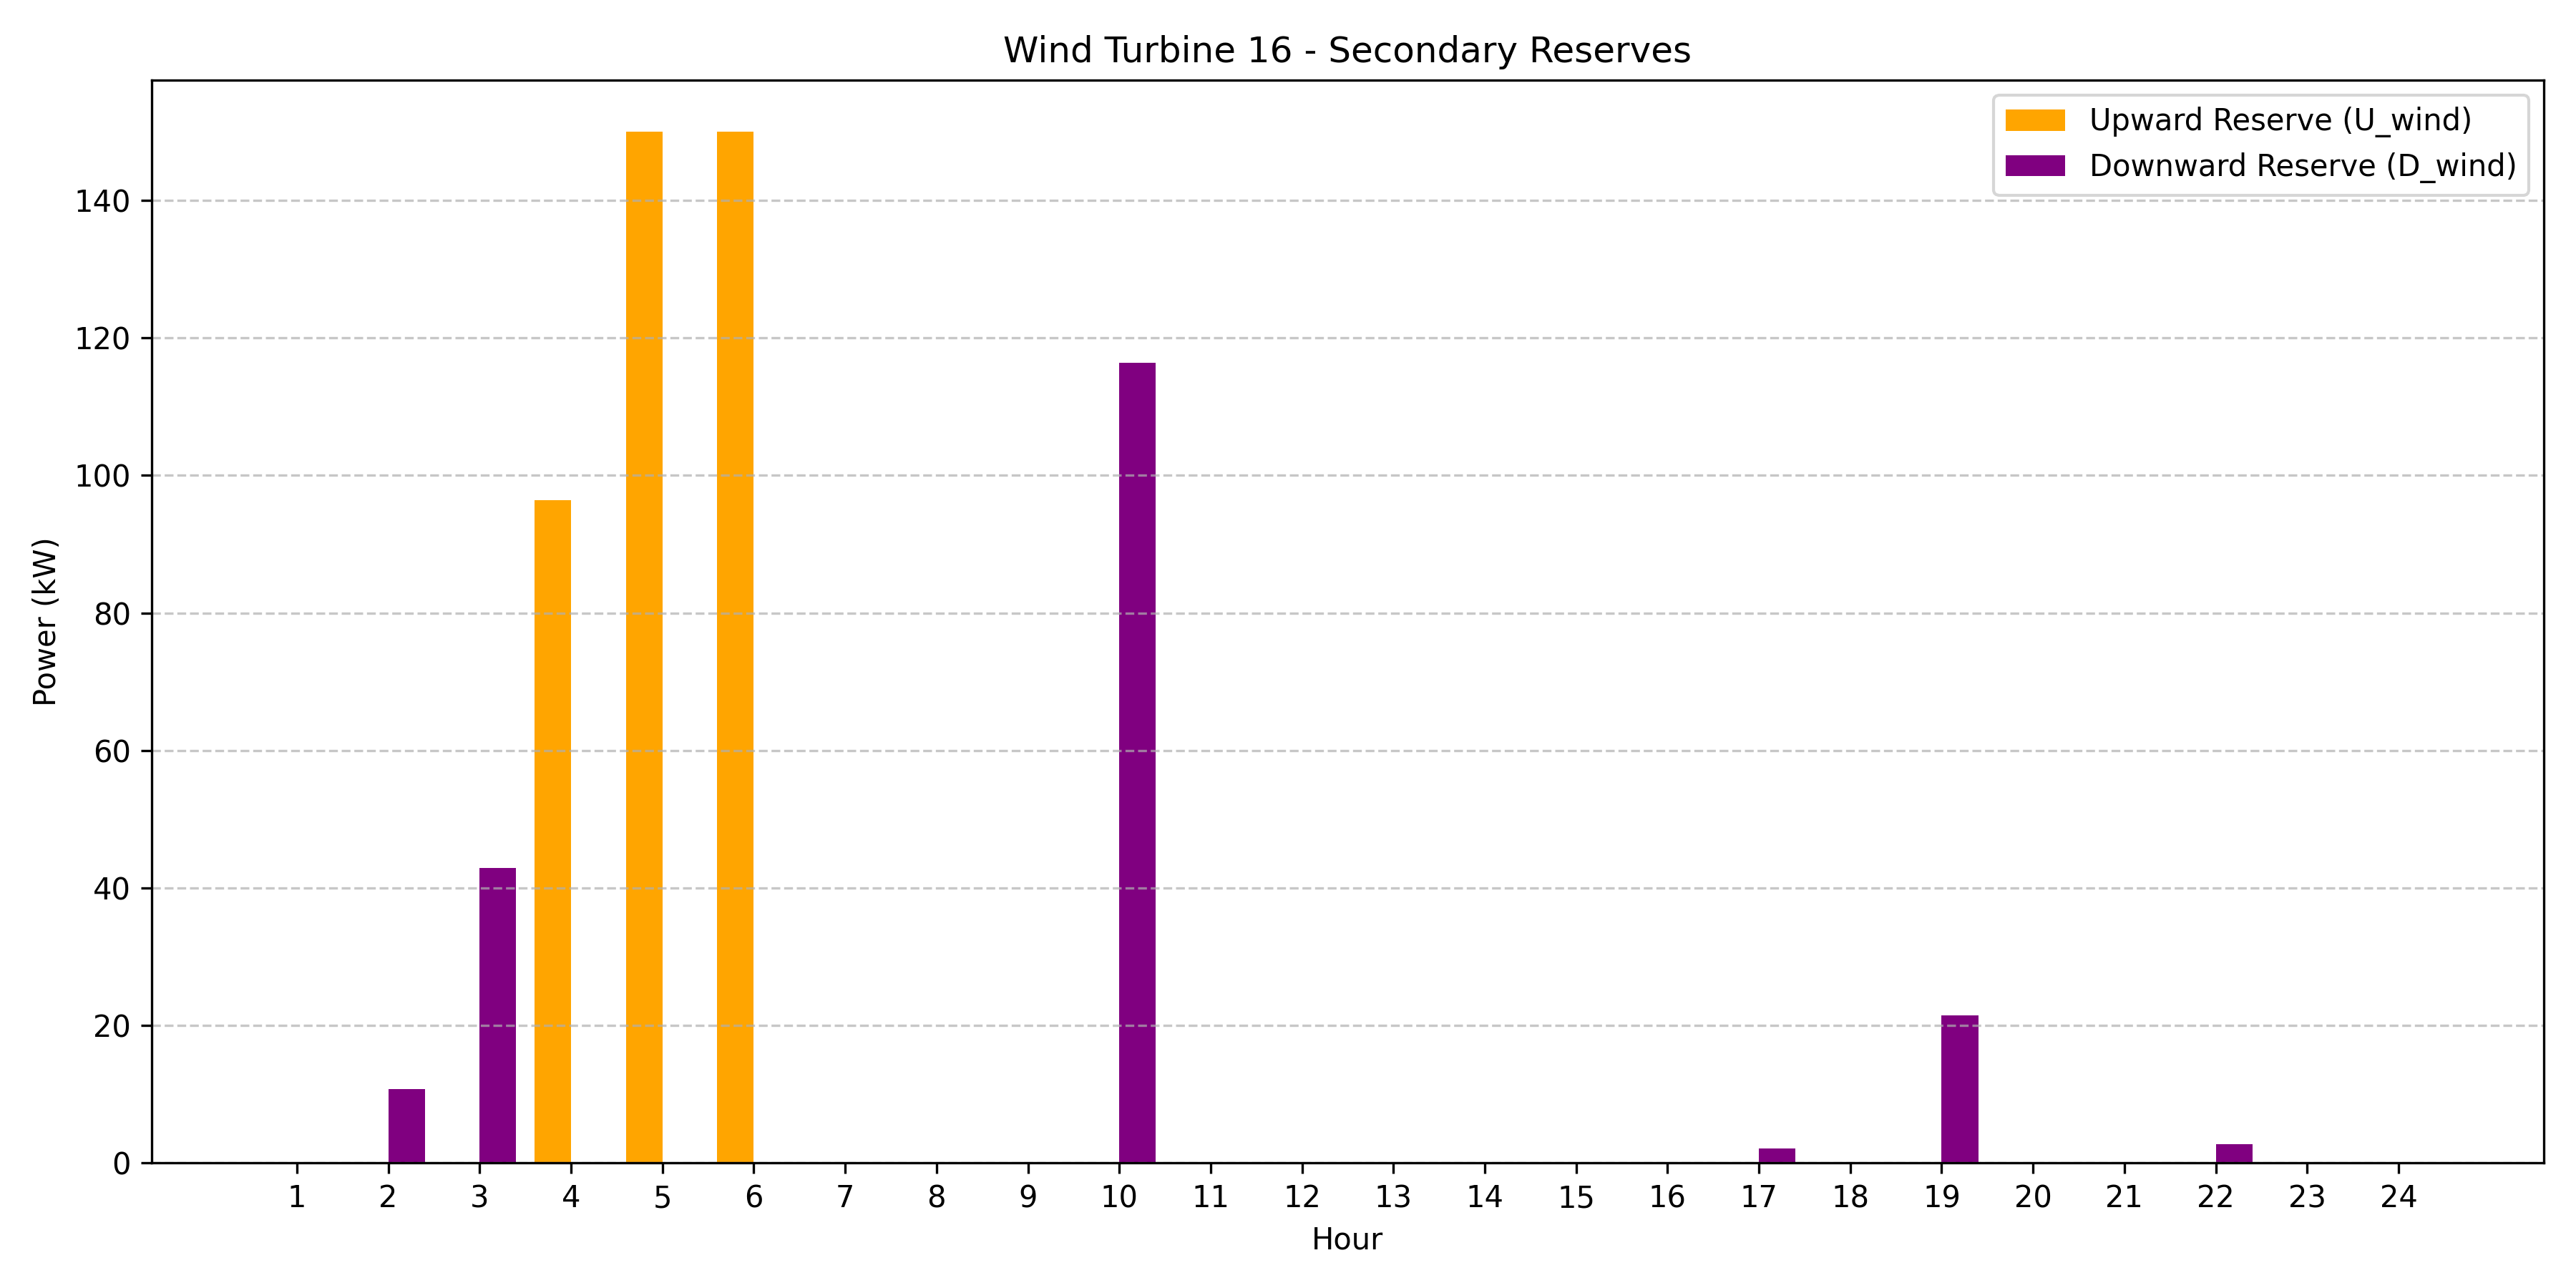 Wind Turbine 16 - Secondary Reserves
Upward Reserve (U_wind)
Downward Reserve (D_wind)
Power (kW)
140
120
100
80
60
40
20
0
1 2 3 4 5 6 7 8 9 10 11 12 13 14 15 16 17 18 19 20 21 22 23 24
Hour